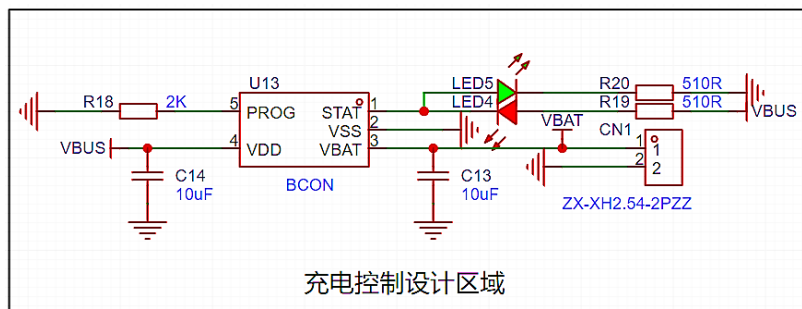 U13
LED5
R20
510R
R18
2K
5
PROG
STAT
1
LED4
R19
510R
VSS
2
VBAT
CN1
VBUS
VBUS
4
VDD
VBAT
3
1
1
2
2
C14
10uF
BCON
C13
10uF
ZX-XH2.54-2PZZ
充电控制设计区域